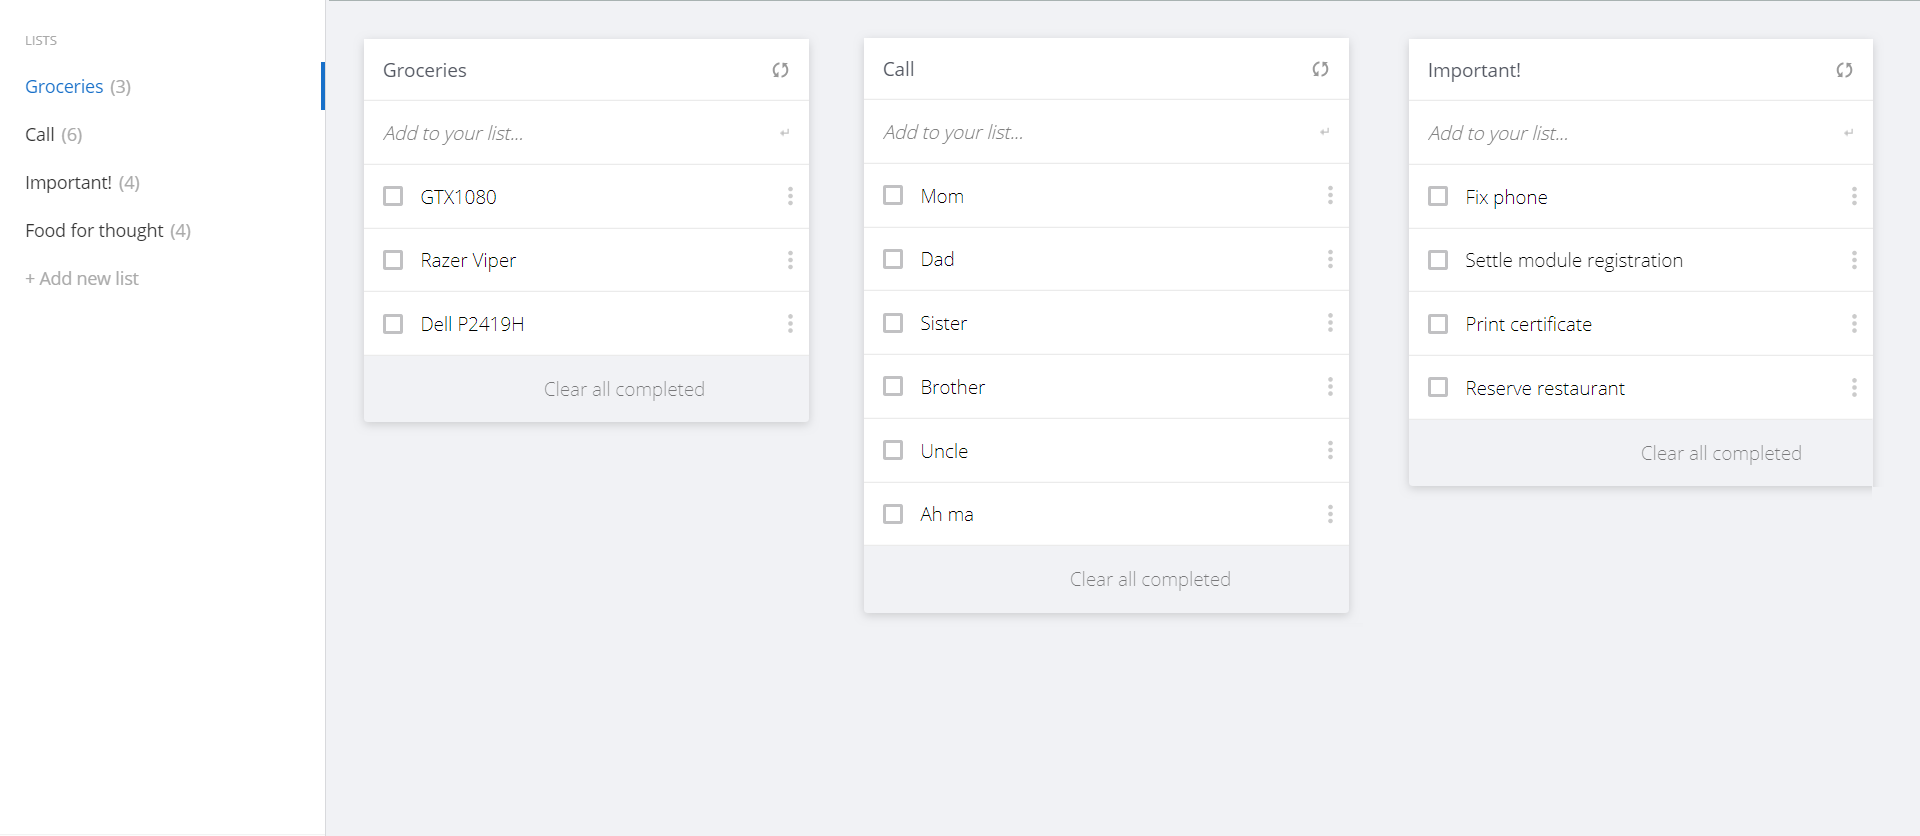 LISTS
Groceries (3)
Call (6)
Important! (4)
Food for thought (4)
+ Add new list
Groceries
Add to your list...
GTX1080
Razer Viper
Dell P2419H
Clear all completed
Call
Add to your list...
Mom
Dad
Sister
Brother
Uncle
Ah ma
Clear all completed
Important!
Add to your list...
Fix phone
Settle module registration
Print certificate
Reserve restaurant
Clear all completed